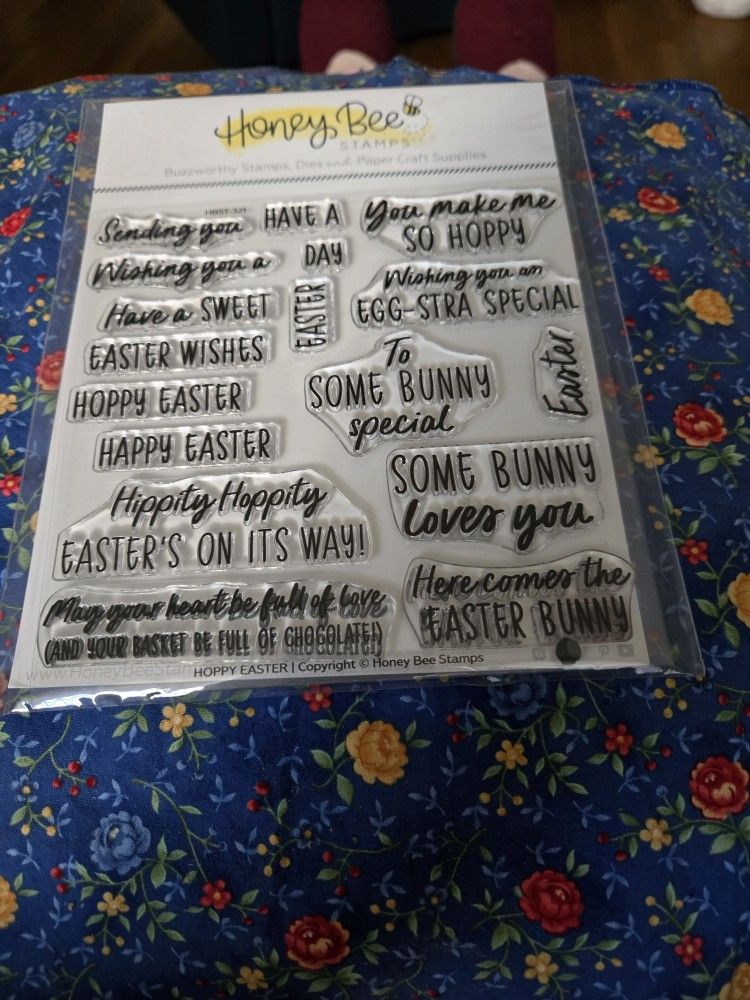 Honey Bee
STAMPS
Buzzworthy Stamps, Dies and Paper Craft Supplies
HBST-321
Sending you
HAVE A
You make me
SO HOPPY
Wishing you a
DAY
Wishing you an
EGG-STRA SPECIAL
Have a SWEET
EASTER
EASTER WISHES
To
SOME BUNNY
special
Easter
HOPPY EASTER
HAPPY EASTER
SOME BUNNY
loves you
Hippity Hoppity
EASTER'S ON ITS WAY!
Here comes the
EASTER BUNNY
May your heart be full of love
(AND YOUR BASKET BE FULL OF CHOCOLATE!)
www.HoneyBeeStam
HOPPY EASTER | Copyright © Honey Bee Stamps